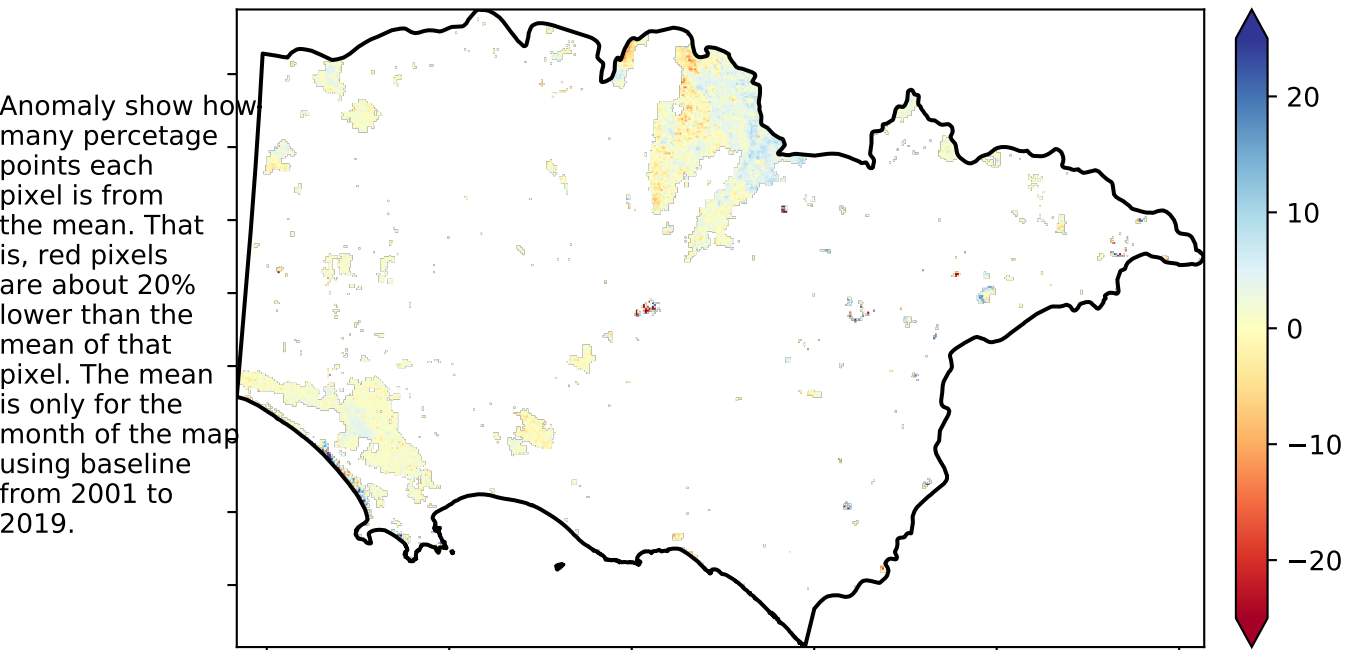 Anomaly show how
many percetage
points each
pixel is from
the mean. That
is, red pixels
are about 20%
lower than the
mean of that
pixel. The mean
is only for the
month of the map
using baseline
from 2001 to
2019.
20
10
0
−10
−20